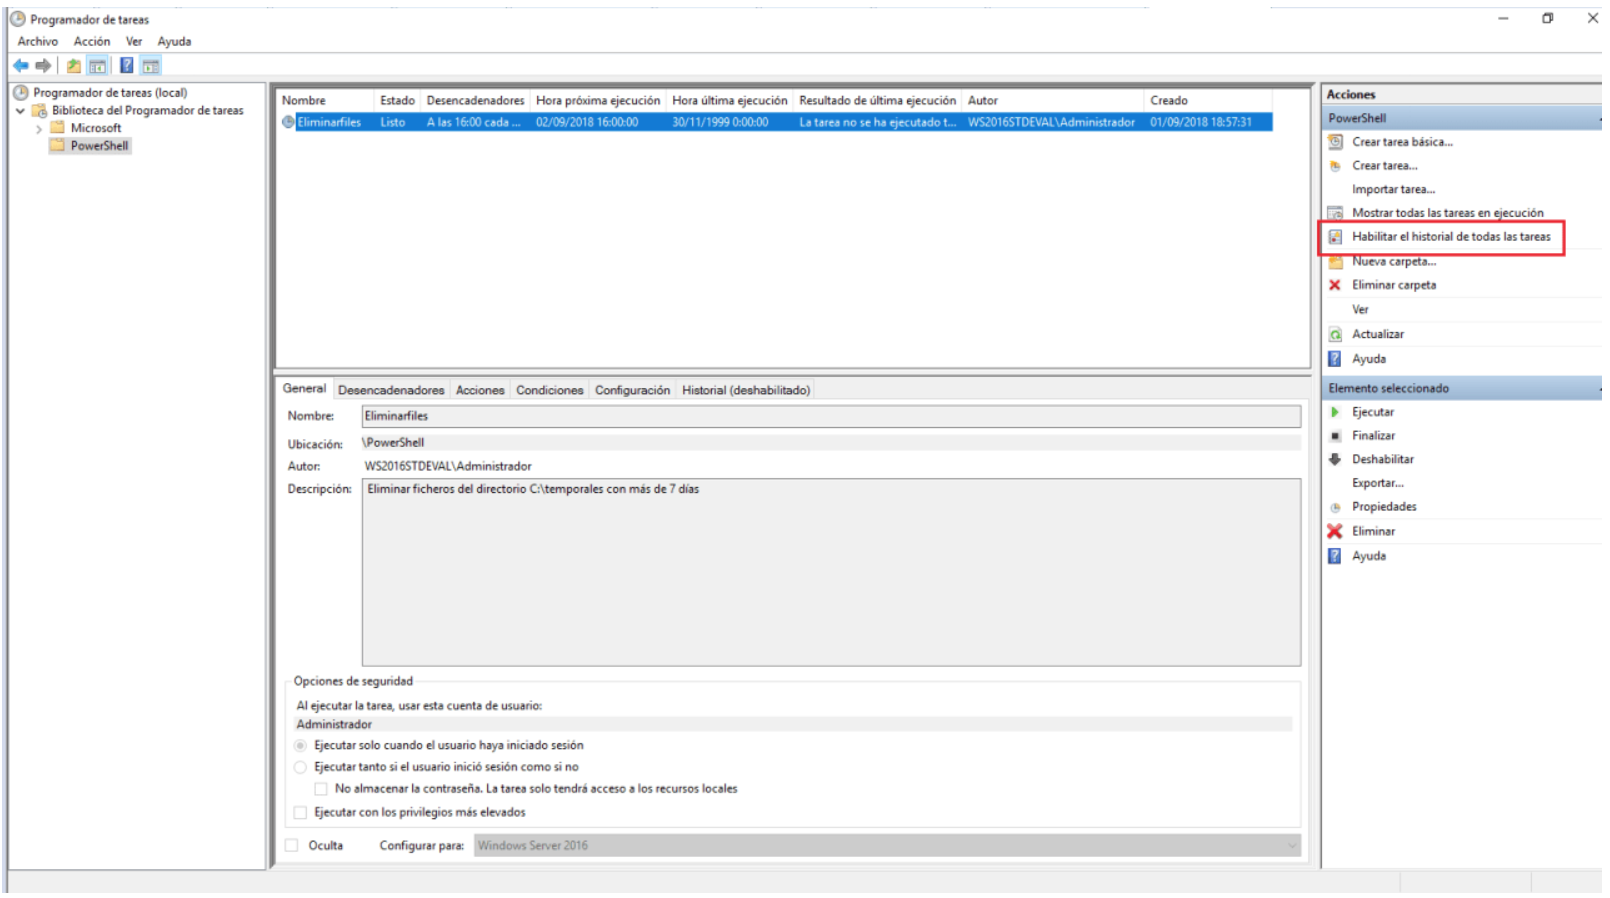 Programador de tareas
Archivo Acción Ver Ayuda
Programador de tareas (local)
Biblioteca del Programador de tareas
Microsoft
PowerShell
Nombre Estado Desencadenadores Hora próxima ejecución Hora última ejecución Resultado de última ejecución Autor Creado
Eliminarfiles Listo A las 16:00 cada ... 02/09/2018 16:00:00 30/11/1999 0:00:00 La tarea no se ha ejecutado t... WS2016STDEVAL\Administrador 01/09/2018 18:57:31
General Desencadenadores Acciones Condiciones Configuración Historial (deshabilitado)
Nombre: Eliminarfiles
Ubicación: \PowerShell
Autor: WS2016STDEVAL\Administrador
Descripción: Eliminar ficheros del directorio C:\temporales con más de 7 días
Opciones de seguridad
Al ejecutar la tarea, usar esta cuenta de usuario:
Administrador
Ejecutar solo cuando el usuario haya iniciado sesión
Ejecutar tanto si el usuario inició sesión como si no
No almacenar la contraseña. La tarea solo tendrá acceso a los recursos locales
Ejecutar con los privilegios más elevados
Oculta Configurar para: Windows Server 2016
Acciones
PowerShell
Crear tarea básica...
Crear tarea...
Importar tarea...
Mostrar todas las tareas en ejecución
Habilitar el historial de todas las tareas
Nueva carpeta...
Eliminar carpeta
Ver
Actualizar
Ayuda
Elemento seleccionado
Ejecutar
Finalizar
Deshabilitar
Exportar...
Propiedades
Eliminar
Ayuda